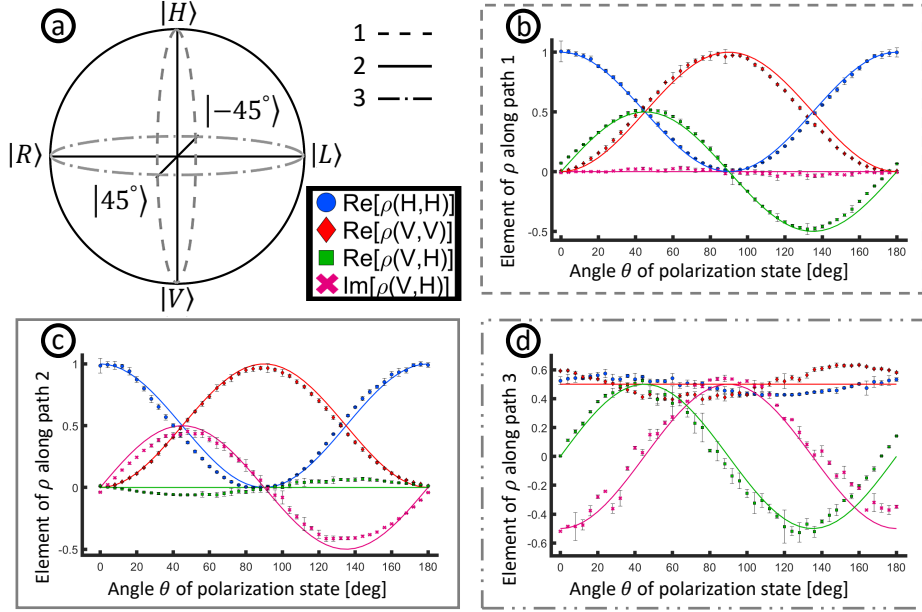 a
|H⟩
|−45°⟩
|R⟩
|L⟩
|45°⟩
|V⟩
1
2
3
Re[ρ(H,H)]
Re[ρ(V,V)]
Re[ρ(V,H)]
Im[ρ(V,H)]
b
Element of ρ along path 1
1
0.5
0
-0.5
0 20 40 60 80 100 120 140 160 180
Angle θ of polarization state [deg]
c
Element of ρ along path 2
1
0.5
0
-0.5
0 20 40 60 80 100 120 140 160 180
Angle θ of polarization state [deg]
d
Element of ρ along path 3
0.6
0.4
0.2
0
-0.2
-0.4
-0.6
0 20 40 60 80 100 120 140 160 180
Angle θ of polarization state [deg]